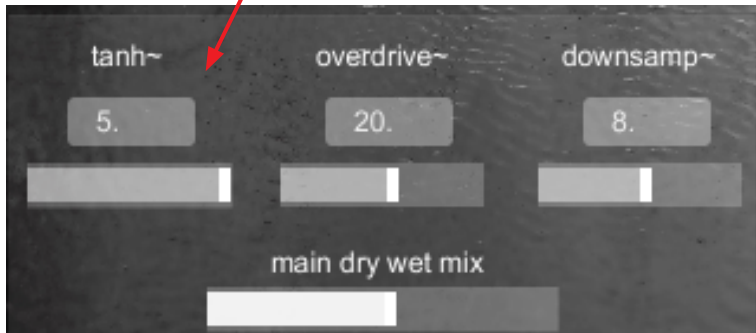 tanh~ overdrive~ downsamp~
5. 20. 8.
main dry wet mix